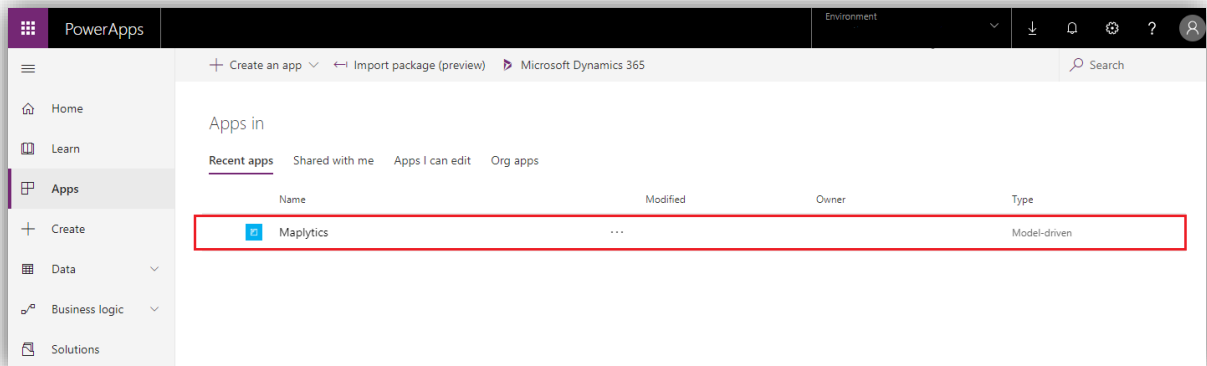 PowerApps
Environment
?
Create an app
Import package (preview)
Microsoft Dynamics 365
Search
Home
Learn
Apps
Create
Data
Business logic
Solutions
Apps in
Recent apps
Shared with me
Apps I can edit
Org apps
Name
Modified
Owner
Type
Maplytics
...
Model-driven